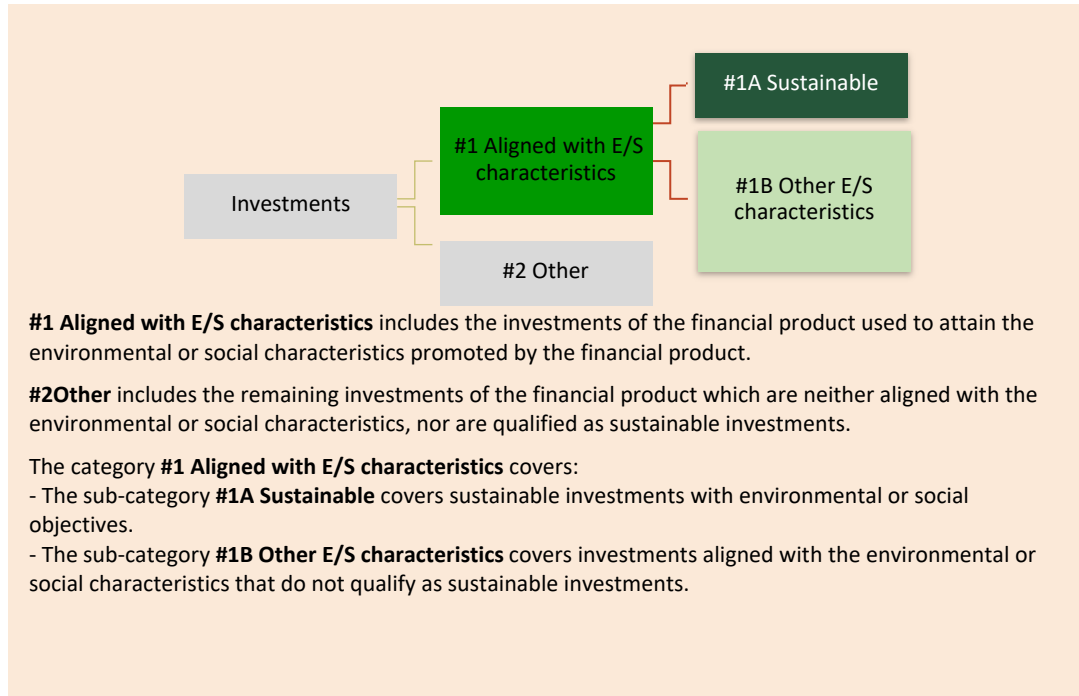 #1A Sustainable
#1 Aligned with E/S
characteristics
#1B Other E/S
characteristics
Investments
#2 Other
#1 Aligned with E/S characteristics includes the investments of the financial product used to attain the
environmental or social characteristics promoted by the financial product.
#2Other includes the remaining investments of the financial product which are neither aligned with the
environmental or social characteristics, nor are qualified as sustainable investments.
The category #1 Aligned with E/S characteristics covers:
- The sub-category #1A Sustainable covers sustainable investments with environmental or social
objectives.
- The sub-category #1B Other E/S characteristics covers investments aligned with the environmental or
social characteristics that do not qualify as sustainable investments.